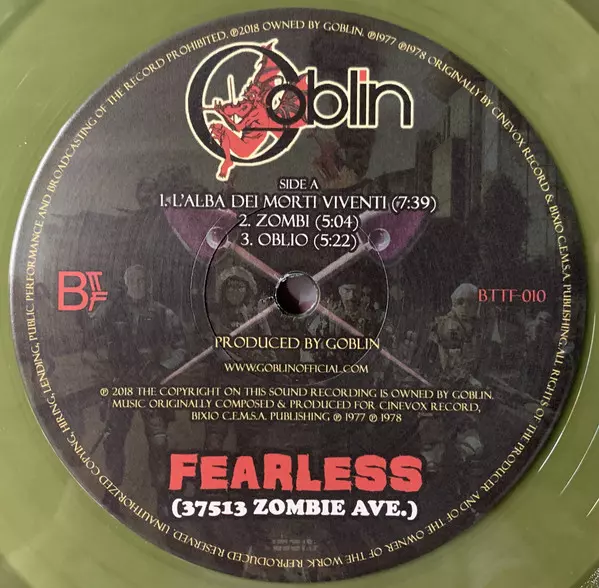 UNAUTHORIZED COPYING, HIRING, LENDING, PUBLIC PERFORMANCE AND BROADCASTING OF THE RECORD PROHIBITED. ℗2018 OWNED BY GOBLIN. ℗1977 ℗1978 ORIGINALLY BY CINEVOX RECORD & BIXIO C.E.M.S.A. PUBLISHING. ALL RIGHTS OF THE PRODUCER AND OF THE OWNER OF THE WORK REPRODUCED RESERVED.
Goblin
SIDE A
1. L'ALBA DEI MORTI VIVENTI (7:39)
2. ZOMBI (5:04)
3. OBLIO (5:22)
BTTF
BTTF-010
PRODUCED BY GOBLIN
WWW.GOBLINOFFICIAL.COM
℗ 2018 THE COPYRIGHT ON THIS SOUND RECORDING IS OWNED BY GOBLIN.
MUSIC ORIGINALLY COMPOSED & PRODUCED FOR CINEVOX RECORD,
BIXIO C.E.M.S.A. PUBLISHING ℗ 1977 ℗ 1978
FEARLESS
(37513 ZOMBIE AVE.)